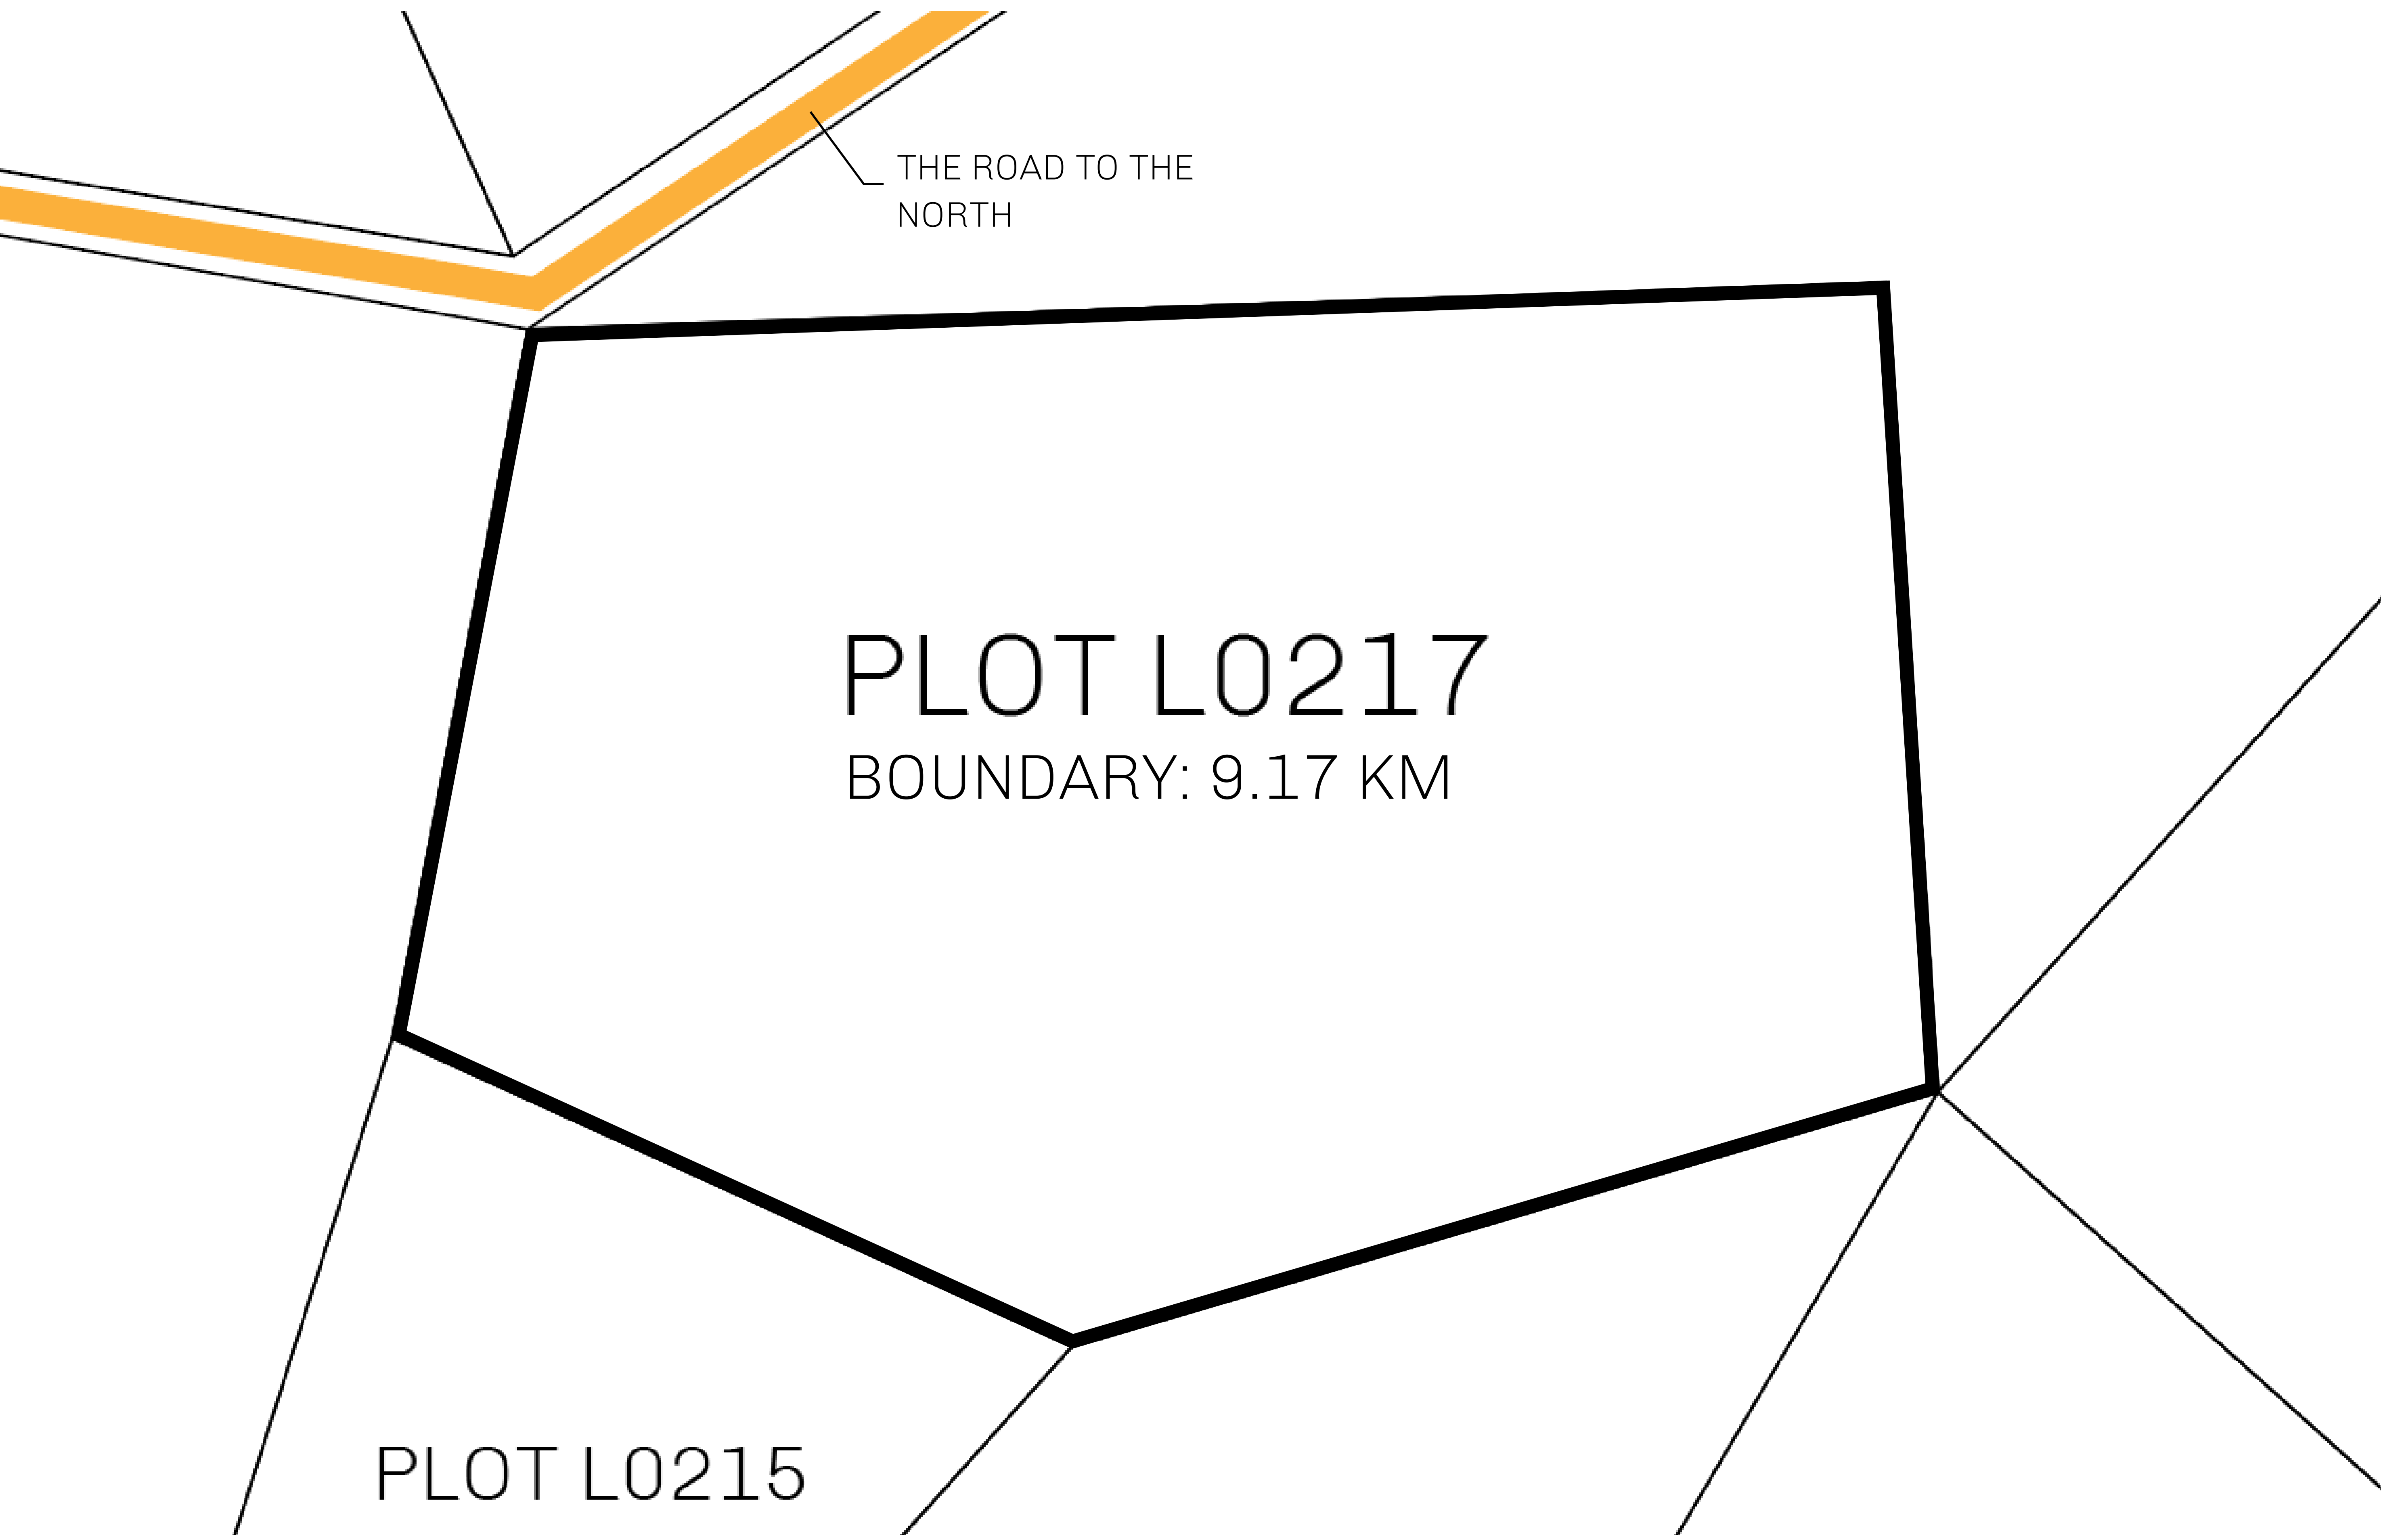 THE ROAD TO THE
NORTH
PLOT L0217
BOUNDARY: 9.17 KM
PLOT L0215